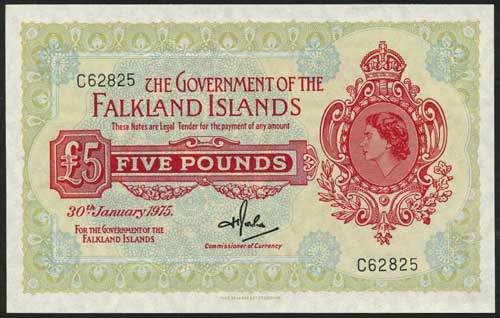 C62825
THE GOVERNMENT OF THE
FALKLAND ISLANDS
These Notes are Legal Tender for the payment of any amount
£5 FIVE POUNDS
30th January 1975.
FOR THE GOVERNMENT OF THE
FALKLAND ISLANDS
Commissioner of Currency
C62825